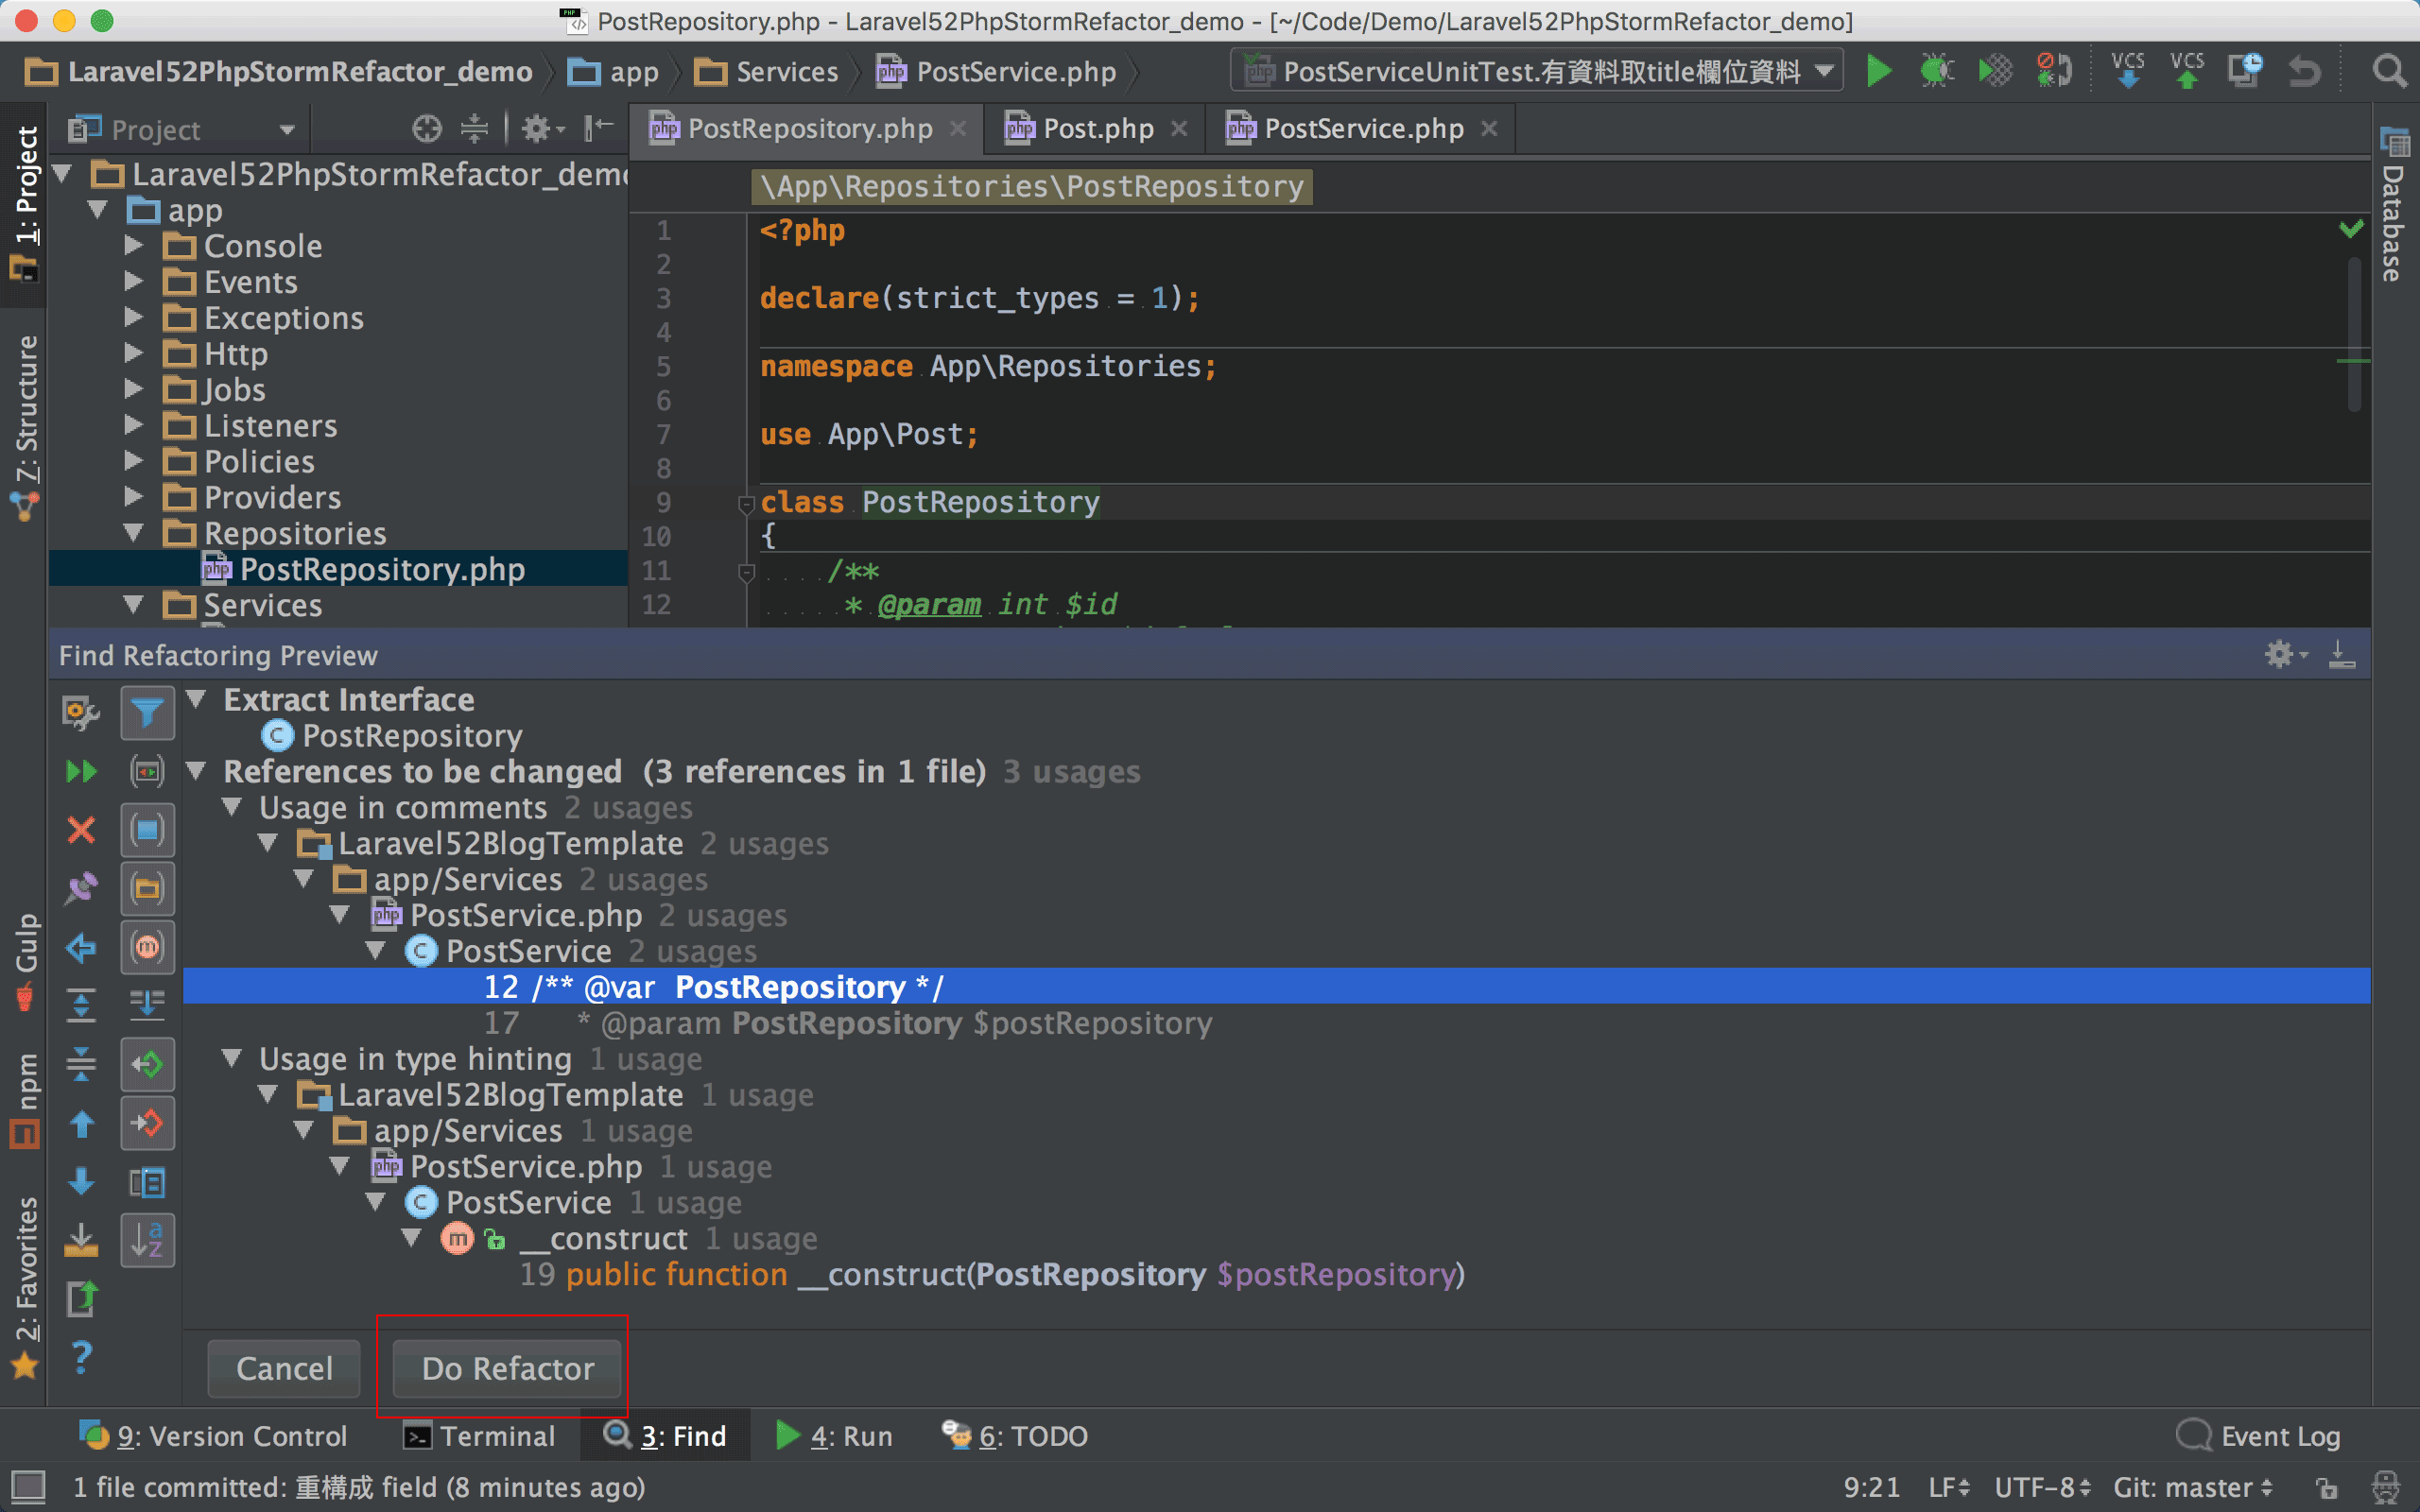 PostRepository.php - Laravel52PhpStormRefactor_demo - [~/Code/Demo/Laravel52PhpStormRefactor_demo]
Laravel52PhpStormRefactor_demo app Services PostService.php PostServiceUnitTest.有資料取title欄位資料 VCS VCS
1: Project
Z: Structure
Gulp
npm
2: Favorites
Database
Project
Laravel52PhpStormRefactor_dem
app
Console
Events
Exceptions
Http
Jobs
Listeners
Policies
Providers
Repositories
PostRepository.php
Services
PostRepository.php Post.php PostService.php
\App\Repositories\PostRepository
1 <?php
2
3 declare(strict_types = 1);
4
5 namespace App\Repositories;
6
7 use App\Post;
8
9 class PostRepository
10 {
11 /**
12 * @param int $id
Find Refactoring Preview
Extract Interface
PostRepository
References to be changed (3 references in 1 file) 3 usages
Usage in comments 2 usages
Laravel52BlogTemplate 2 usages
app/Services 2 usages
PostService.php 2 usages
PostService 2 usages
12 /** @var PostRepository */
17 * @param PostRepository $postRepository
Usage in type hinting 1 usage
Laravel52BlogTemplate 1 usage
app/Services 1 usage
PostService.php 1 usage
PostService 1 usage
__construct 1 usage
19 public function __construct(PostRepository $postRepository)
Cancel Do Refactor
9: Version Control Terminal 3: Find 4: Run 6: TODO Event Log
1 file committed: 重構成 field (8 minutes ago) 9:21 LF UTF-8 Git: master